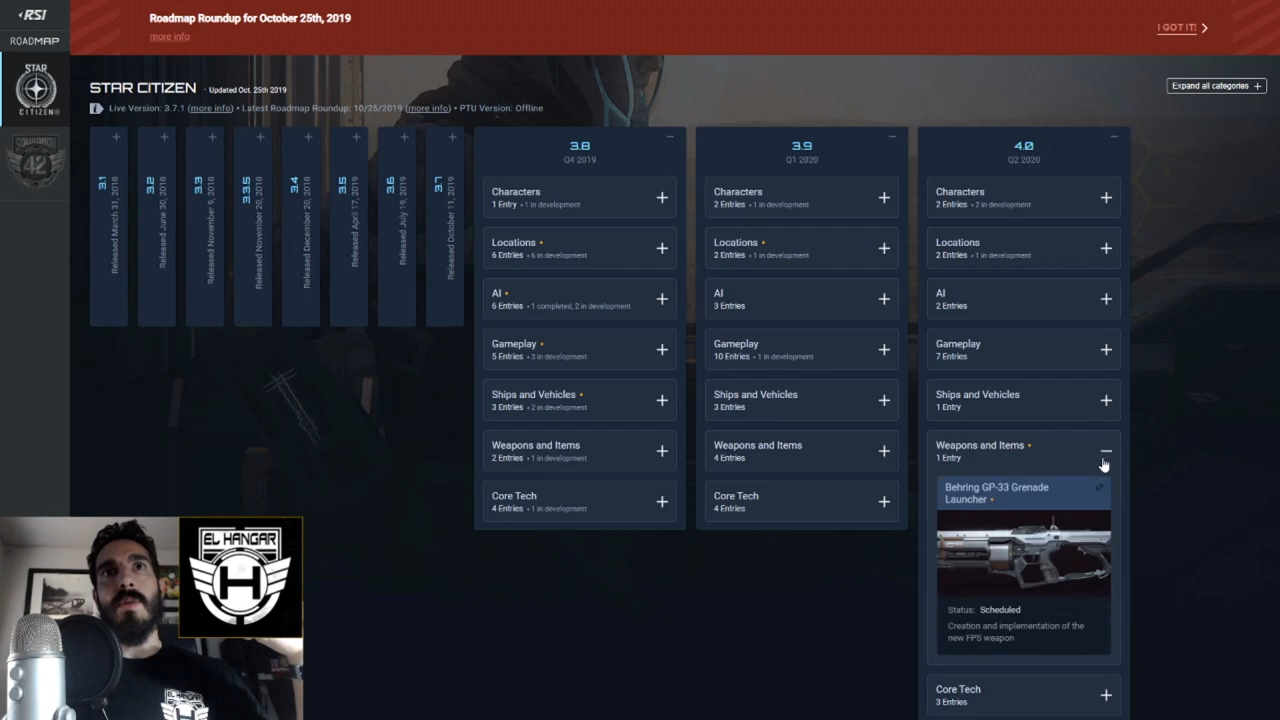 RSI
ROADMAP
STAR
CITIZEN
SQUADRON
42
Roadmap Roundup for October 25th, 2019
more info
I GOT IT!
STAR CITIZEN • Updated Oct. 25th 2019
Live Version: 3.7.1 (more info) • Latest Roadmap Roundup: 10/25/2019 (more info) • PTU Version: Offline
Expand all categories +
3.1
Released March 31, 2018
3.2
Released June 30, 2018
3.3
Released November 9, 2018
3.3.5
Released November 20, 2018
3.4
Released December 20, 2018
3.5
Released April 17, 2019
3.6
Released July 19, 2019
3.7
Released October 11, 2019
3.8
Q4 2019
Characters
1 Entry • 1 in development
Locations •
6 Entries • 6 in development
AI •
6 Entries • 1 completed, 2 in development
Gameplay •
5 Entries • 3 in development
Ships and Vehicles •
3 Entries • 2 in development
Weapons and Items
2 Entries • 1 in development
Core Tech
4 Entries • 1 in development
3.9
Q1 2020
Characters
2 Entries • 1 in development
Locations •
2 Entries • 1 in development
AI
3 Entries
Gameplay
10 Entries • 1 in development
Ships and Vehicles
3 Entries
Weapons and Items
4 Entries
Core Tech
4 Entries
4.0
Q2 2020
Characters
2 Entries • 2 in development
Locations
2 Entries • 1 in development
AI
2 Entries
Gameplay
7 Entries
Ships and Vehicles
1 Entry
Weapons and Items •
1 Entry
Behring GP-33 Grenade
Launcher •
Status: Scheduled
Creation and implementation of the
new FPS weapon
Core Tech
3 Entries
EL HANGAR
H
EL HANGAR